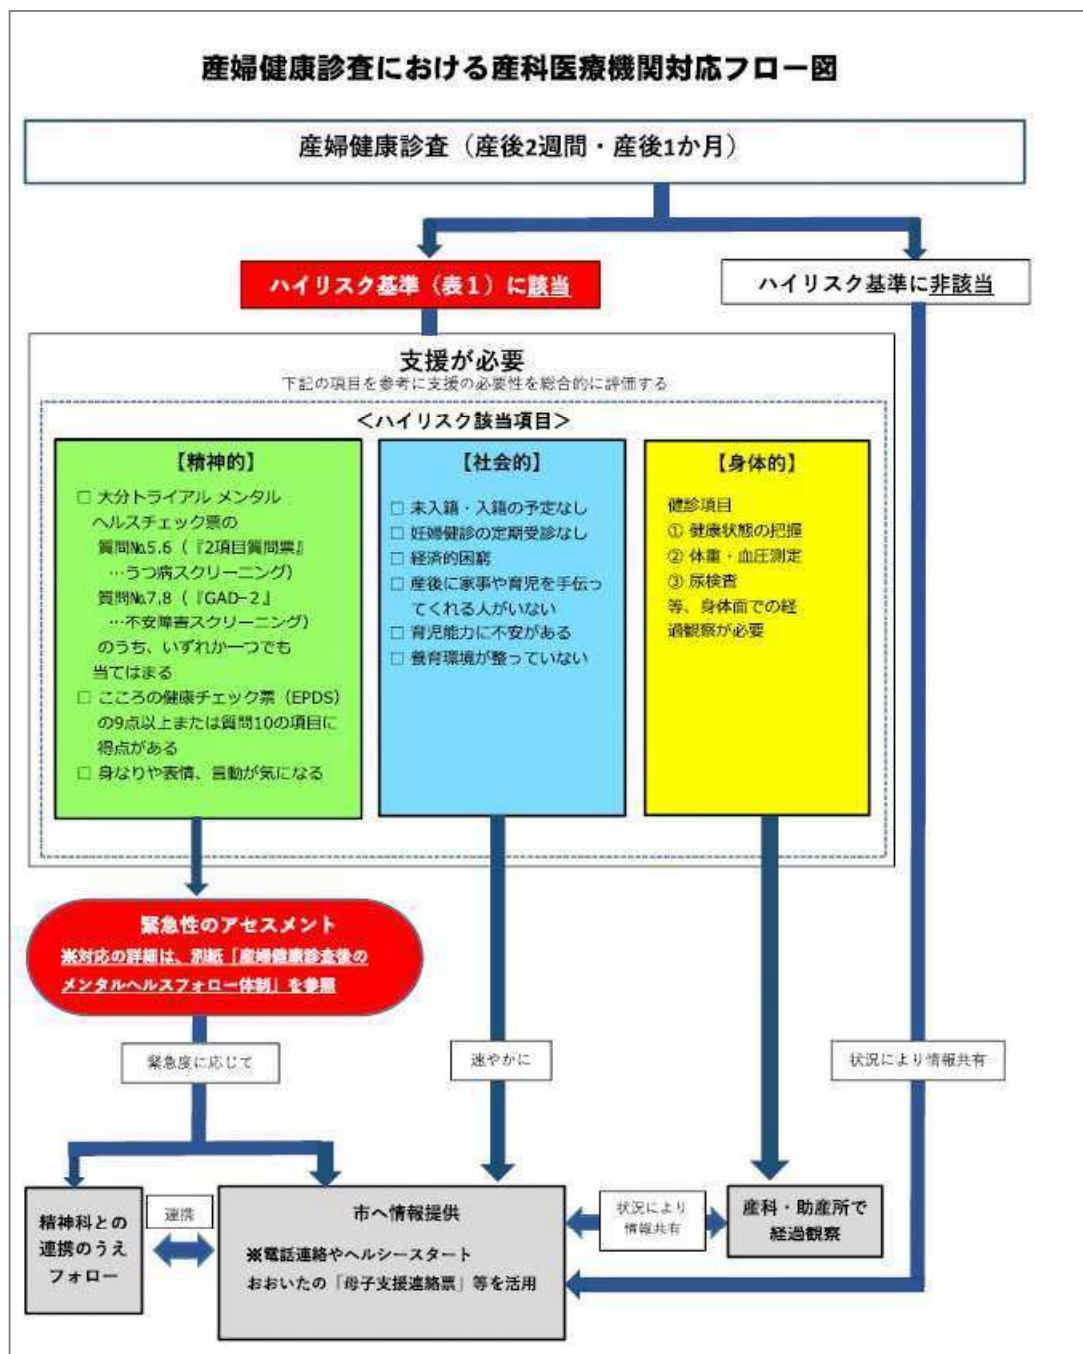 産婦健康診査における産科医療機関対応フロー図
産婦健康診査（産後2週間・産後1か月）
ハイリスク基準（表１）に該当
ハイリスク基準に非該当
支援が必要
下記の項目を参考に支援の必要性を総合的に評価する
＜ハイリスク該当項目＞
【精神的】
□ 大分トライアル メンタル
ヘルスチェック票の
質問№5.6（『2項目質問票』
…うつ病スクリーニング）
質問№7,8（『GAD−2』
…不安障害スクリーニング）
のうち、いずれか一つでも
当てはまる
□ こころの健康チェック票（EPDS）
の9点以上または質問10の項目に
得点がある
□ 身なりや表情、言動が気になる
【社会的】
□ 未入籍・入籍の予定なし
□ 妊婦健診の定期受診なし
□ 経済的困窮
□ 産後に家事や育児を手伝っ
てくれる人がいない
□ 育児能力に不安がある
□ 養育環境が整っていない
【身体的】
健診項目
① 健康状態の把握
② 体重・血圧測定
③ 尿検査
等、身体面での経
過観察が必要
緊急性のアセスメント
※対応の詳細は、別紙「産婦健康診査後の
メンタルヘルスフォロー体制」を参照
緊急度に応じて
速やかに
状況により情報共有
精神科との
連携のうえ
フォロー
連携
市へ情報提供
※電話連絡やヘルシースタート
おおいたの「母子支援連絡票」等を活用
状況により
情報共有
産科・助産所で
経過観察